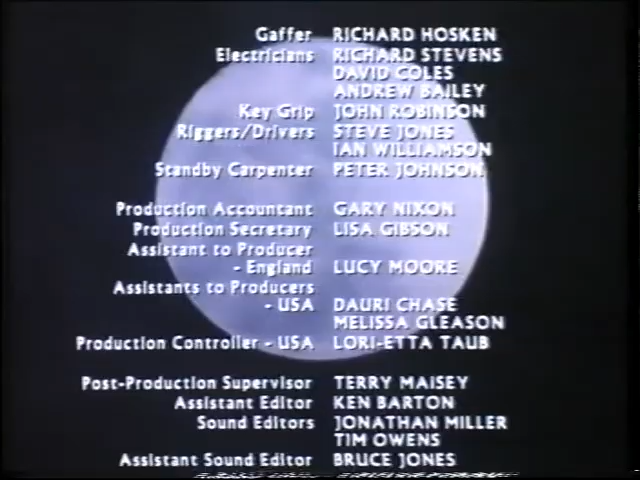 Gaffer RICHARD HOSKEN
Electricians RICHARD STEVENS
DAVID COLES
ANDREW BAILEY
Key Grip JOHN ROBINSON
Riggers/Drivers STEVE JONES
IAN WILLIAMSON
Standby Carpenter PETER JOHNSON
Production Accountant GARY NIXON
Production Secretary LISA GIBSON
Assistant to Producer
- England LUCY MOORE
Assistants to Producers
- USA DAURI CHASE
MELISSA GLEASON
Production Controller - USA LORI-ETTA TAUB
Post-Production Supervisor TERRY MAISEY
Assistant Editor KEN BARTON
Sound Editors JONATHAN MILLER
TIM OWENS
Assistant Sound Editor BRUCE JONES